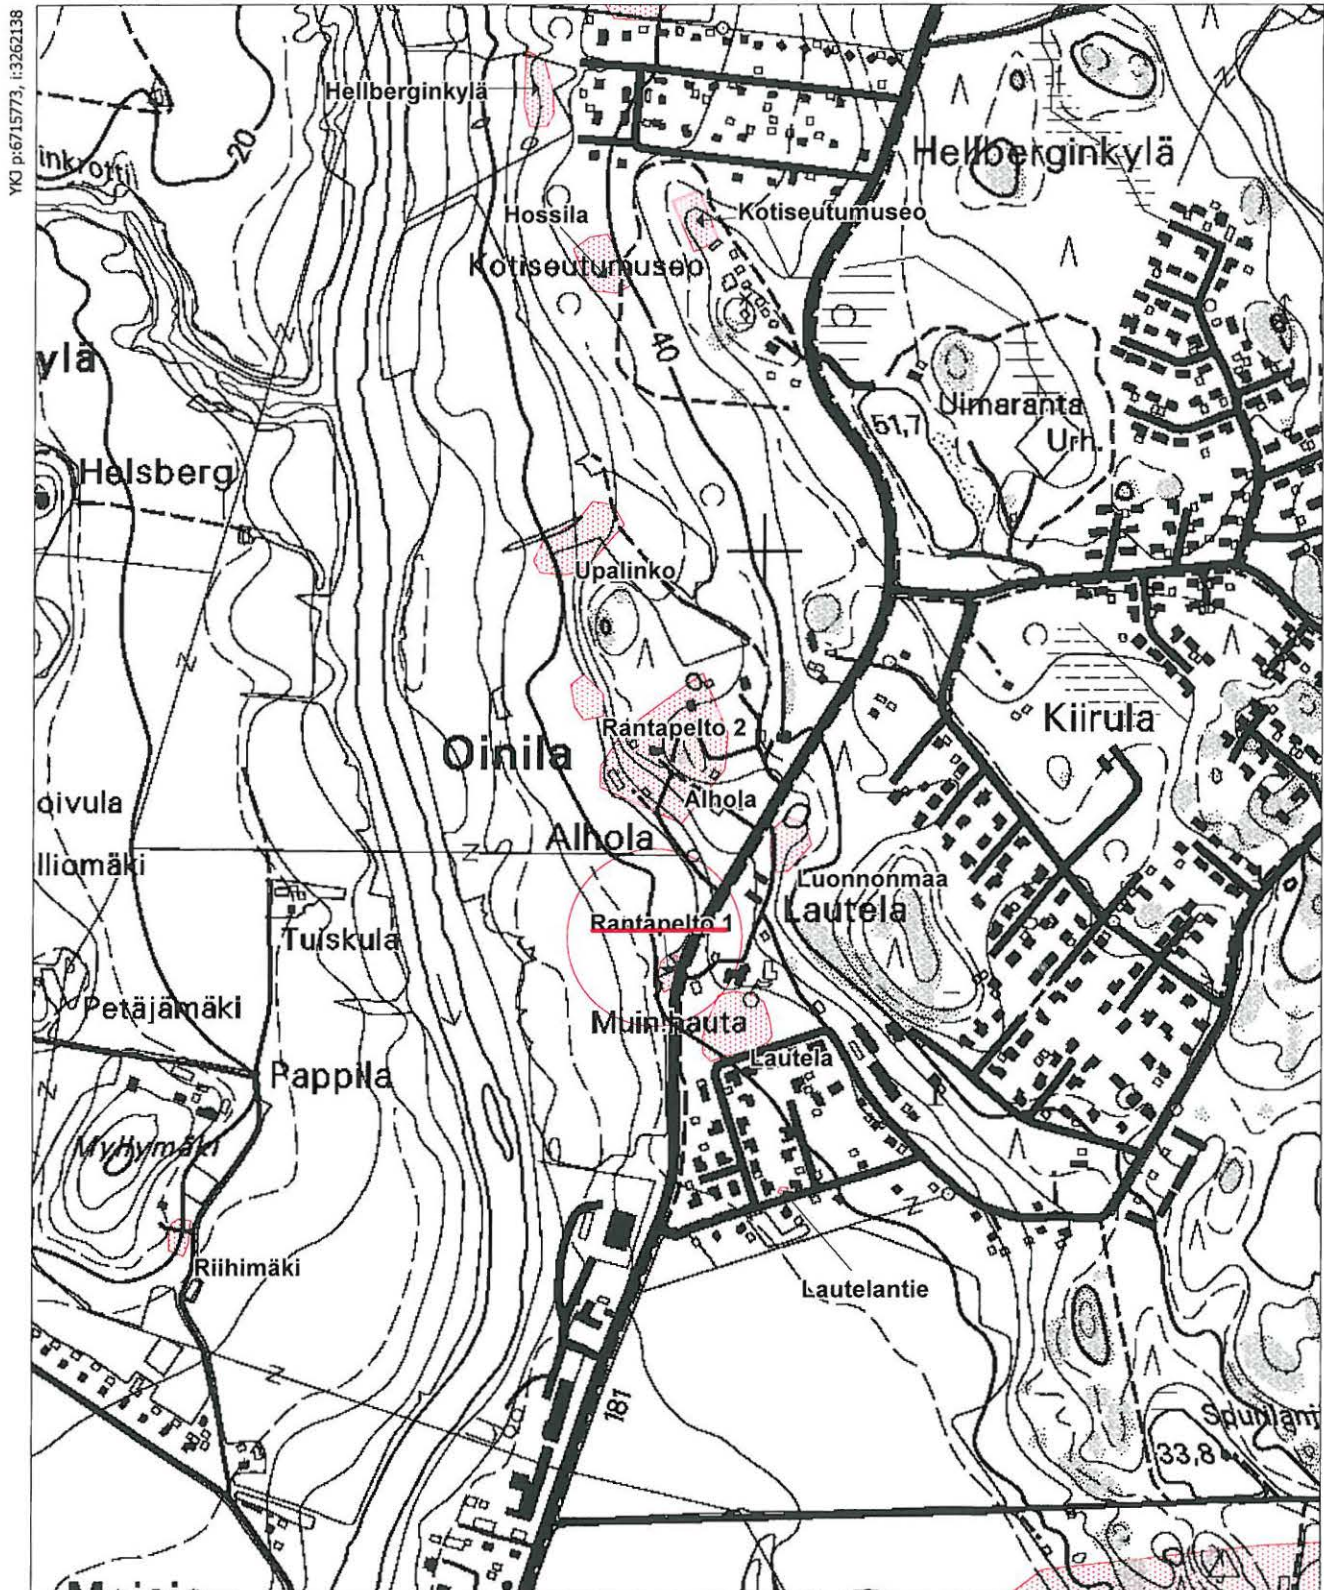 YKJ p:6715773, i:3262138
Hellberginkylä
20
inkrotti
Hellberginkylä
Hossila
Kotiseutumuseo
Kotiseutumuseo
40
ylä
51,7
Uimaranta
Urh.
Helsberg
Upalinko
Kiirula
Rantapelto 2
Oinila
Alhola
oivula
Alhola
lliomäki
Luonnonmaa
Lautela
Rantapelto 1
Tuiskula
Petäjämäki
Muin.hauta
Lautela
Pappila
P
Myllymäki
Riihimäki
Lautelantie
181
33,8